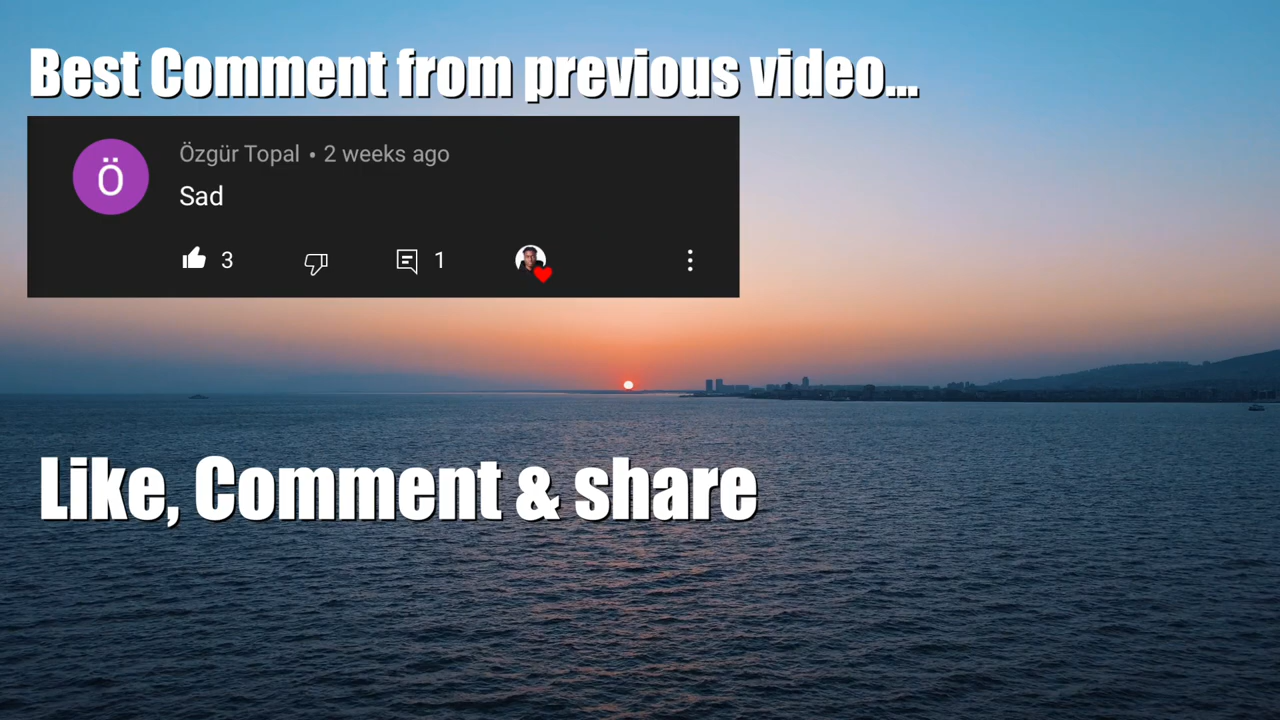 Best Comment from previous video...
Ö
Özgür Topal • 2 weeks ago
Sad
3 1
Like, Comment & share